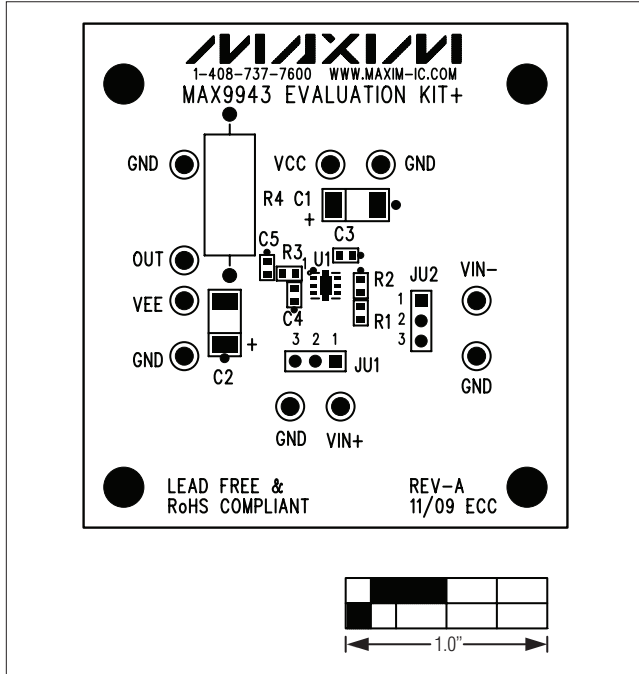 MAXIM
1-408-737-7600 WWW.MAXIM-IC.COM
MAX9943 EVALUATION KIT+
GND
VCC
GND
R4
C1
+
C5
R3
1
U1
C3
OUT
VEE
R2
JU2
VIN-
C4
R1
1
2
3
GND
+
C2
3 2 1
JU1
GND
GND
VIN+
LEAD FREE &
RoHS COMPLIANT
REV-A
11/09 ECC
1.0"